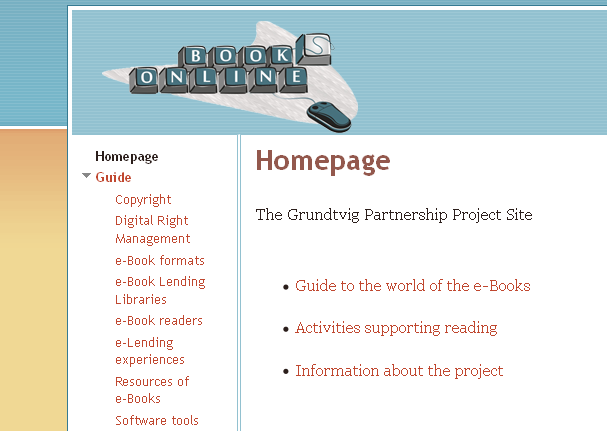 BOOKS
ONLINE
Homepage
Guide
Copyright
Digital Right
Management
e-Book formats
e-Book Lending
Libraries
e-Book readers
e-Lending
experiences
Resources of
e-Books
Software tools
Homepage
The Grundtvig Partnership Project Site
• Guide to the world of the e-Books
• Activities supporting reading
• Information about the project